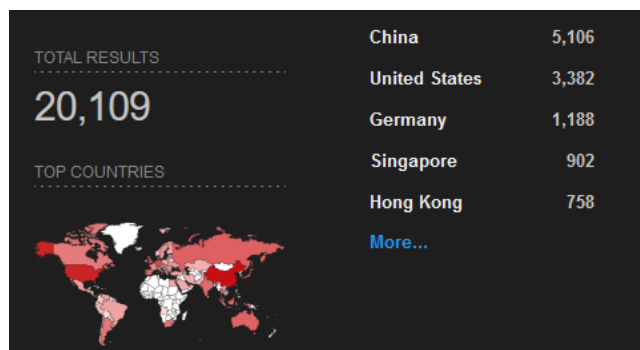 TOTAL RESULTS
20,109
TOP COUNTRIES
China 5,106
United States 3,382
Germany 1,188
Singapore 902
Hong Kong 758
More...